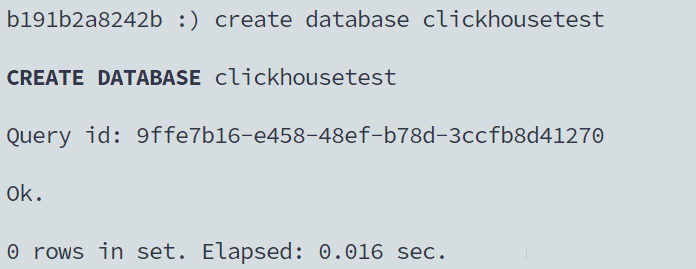 b191b2a8242b :) create database clickhousetest
CREATE DATABASE clickhousetest
Query id: 9ffe7b16-e458-48ef-b78d-3ccfb8d41270
Ok.
0 rows in set. Elapsed: 0.016 sec.